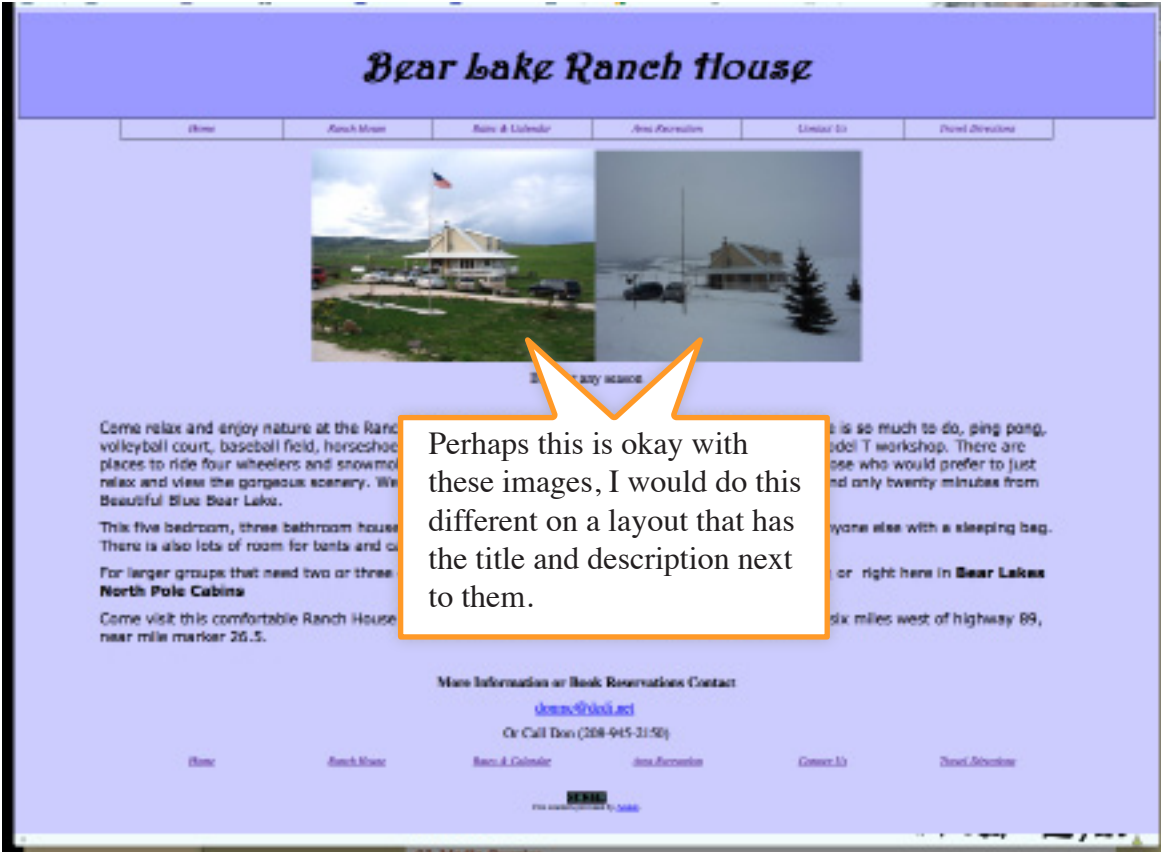 Bear Lake Ranch House
Home Ranch House Rates & Calendar Area Recreation Contact Us Travel Directions
any season
Come relax and enjoy nature at the Ranc is so much to do, ping pong,
volleyball court, baseball field, horseshoe odel T workshop. There are
places to ride four wheelers and snowmo ose who would prefer to just
relax and view the gorgeous scenery. We nd only twenty minutes from
Beautiful Blue Bear Lake.
This five bedroom, three bathroom house yone else with a sleeping bag.
There is also lots of room for tents and ca
For larger groups that need two or three or right here in Bear Lakes
North Pole Cabins
Come visit this comfortable Ranch House six miles west of highway 89,
near mile marker 26.5.
Perhaps this is okay with
these images, I would do this
different on a layout that has
the title and description next
to them.
More Information or Book Reservations Contact
Or Call Don (208-945-2150)
Home Ranch House Rates & Calendar Area Recreation Contact Us Travel Directions